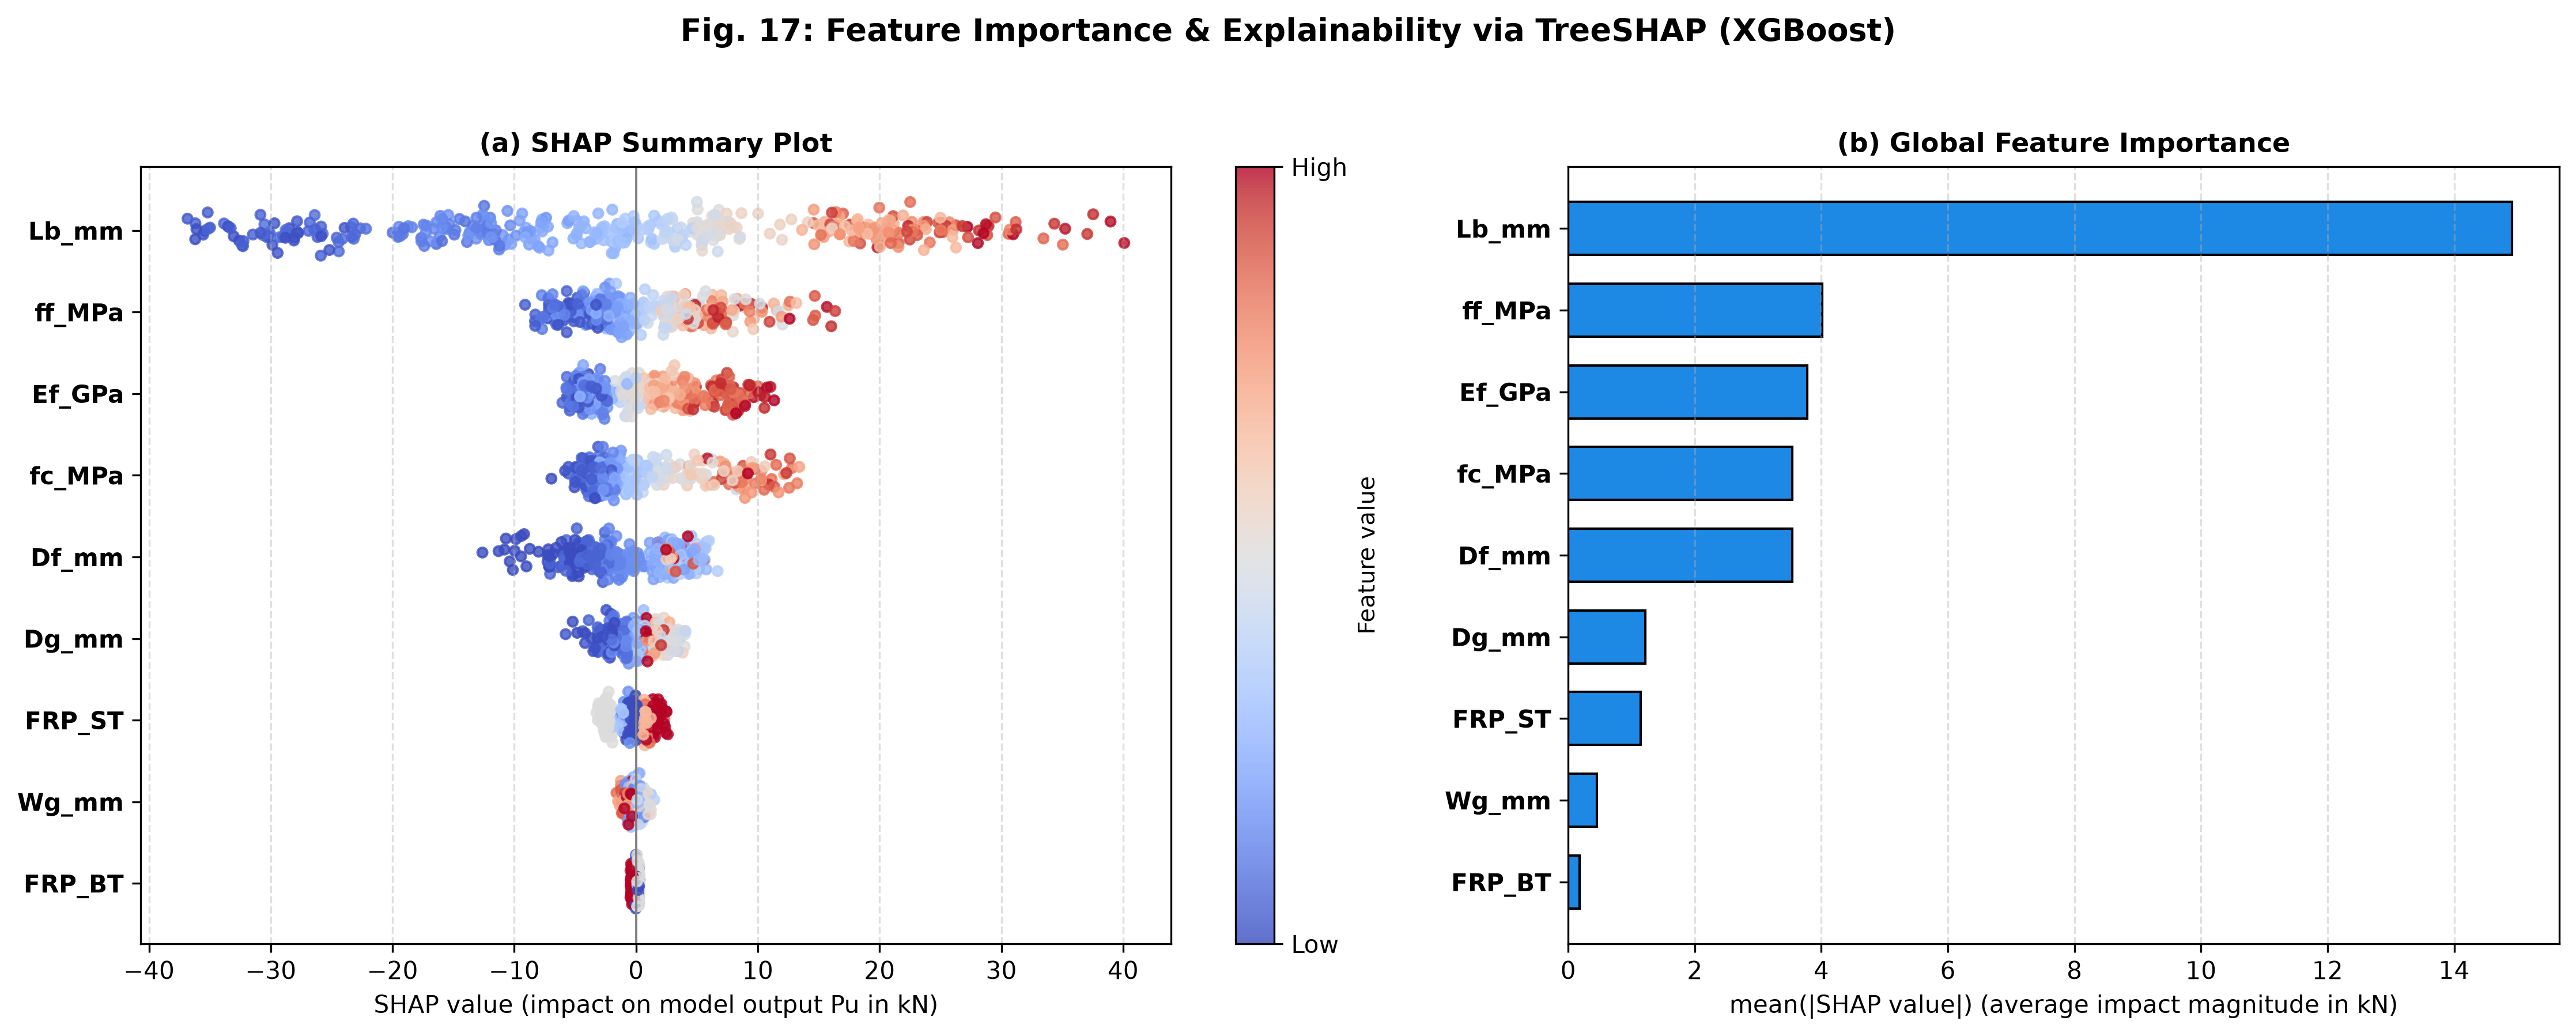 Fig. 17: Feature Importance & Explainability via TreeSHAP (XGBoost)
(a) SHAP Summary Plot
Lb_mm
ff_MPa
Ef_GPa
fc_MPa
Df_mm
Dg_mm
FRP_ST
Wg_mm
FRP_BT
−40 −30 −20 −10 0 10 20 30 40
SHAP value (impact on model output Pu in kN)
High
Feature value
Low
(b) Global Feature Importance
Lb_mm
ff_MPa
Ef_GPa
fc_MPa
Df_mm
Dg_mm
FRP_ST
Wg_mm
FRP_BT
0 2 4 6 8 10 12 14
mean(|SHAP value|) (average impact magnitude in kN)